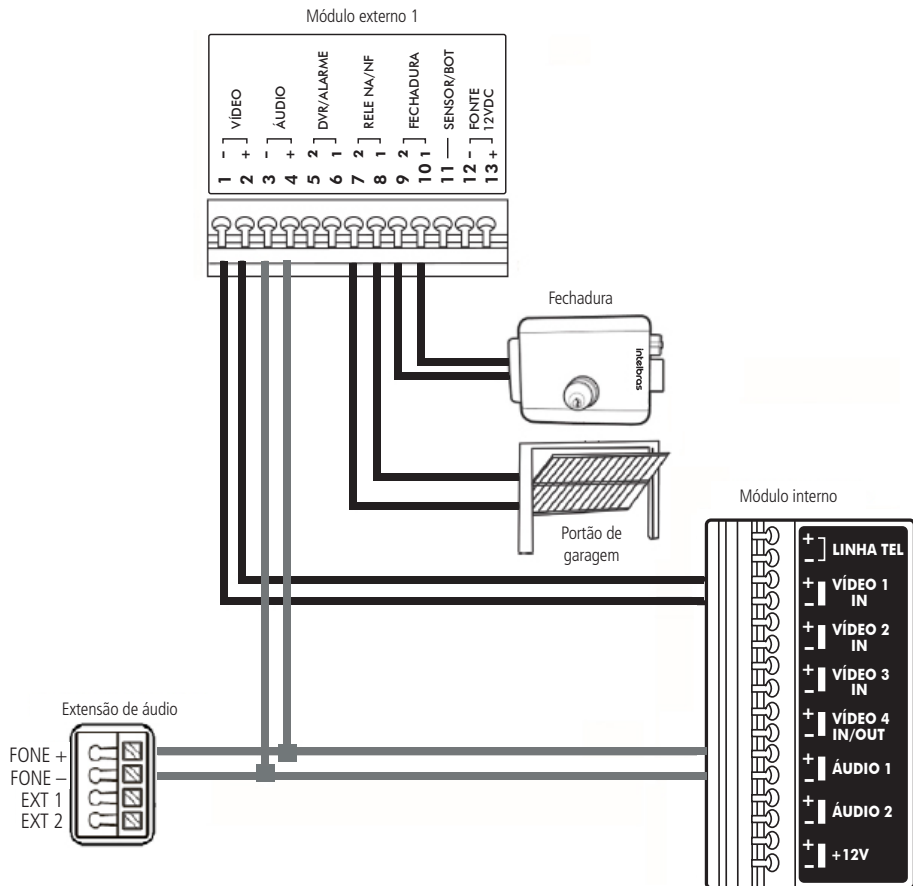 Módulo externo 1
1 - VÍDEO
2 +
3 - ÁUDIO
4 +
5 2 DVR/ALARME
6 1
7 2 RELE NA/NF
8 1
9 2 FECHADURA
10 1
11 SENSOR/BOT
12 - FONTE
13 + 12VDC
Fechadura
intelbras
Portão de
garagem
Módulo interno
+ LINHA TEL
-
+ VÍDEO 1
- IN
+ VÍDEO 2
- IN
+ VÍDEO 3
- IN
+ VÍDEO 4
- IN/OUT
+ ÁUDIO 1
-
+ ÁUDIO 2
-
+ +12V
-
Extensão de áudio
FONE +
FONE –
EXT 1
EXT 2